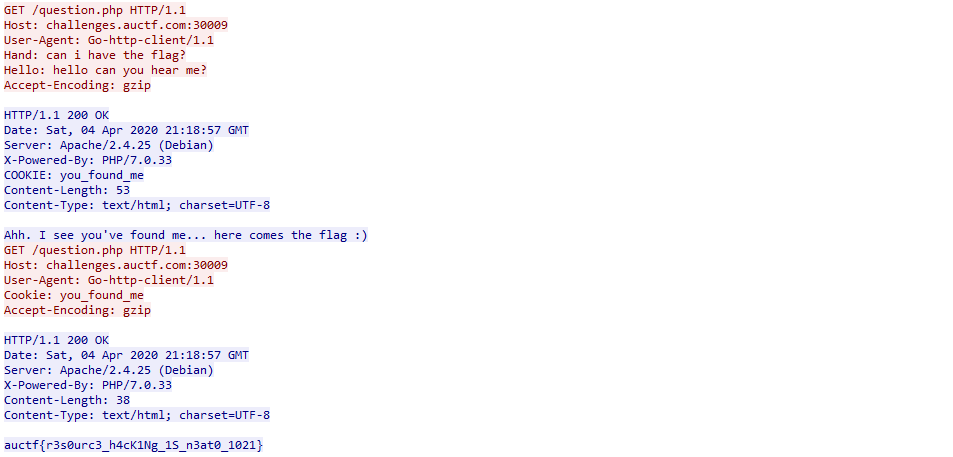 GET /question.php HTTP/1.1
Host: challenges.auctf.com:30009
User-Agent: Go-http-client/1.1
Hand: can i have the flag?
Hello: hello can you hear me?
Accept-Encoding: gzip
HTTP/1.1 200 OK
Date: Sat, 04 Apr 2020 21:18:57 GMT
Server: Apache/2.4.25 (Debian)
X-Powered-By: PHP/7.0.33
COOKIE: you_found_me
Content-Length: 53
Content-Type: text/html; charset=UTF-8
Ahh. I see you've found me... here comes the flag :)
GET /question.php HTTP/1.1
Host: challenges.auctf.com:30009
User-Agent: Go-http-client/1.1
Cookie: you_found_me
Accept-Encoding: gzip
HTTP/1.1 200 OK
Date: Sat, 04 Apr 2020 21:18:57 GMT
Server: Apache/2.4.25 (Debian)
X-Powered-By: PHP/7.0.33
Content-Length: 38
Content-Type: text/html; charset=UTF-8
auctf{r3s0urc3_h4cK1Ng_1S_n3at0_1021}